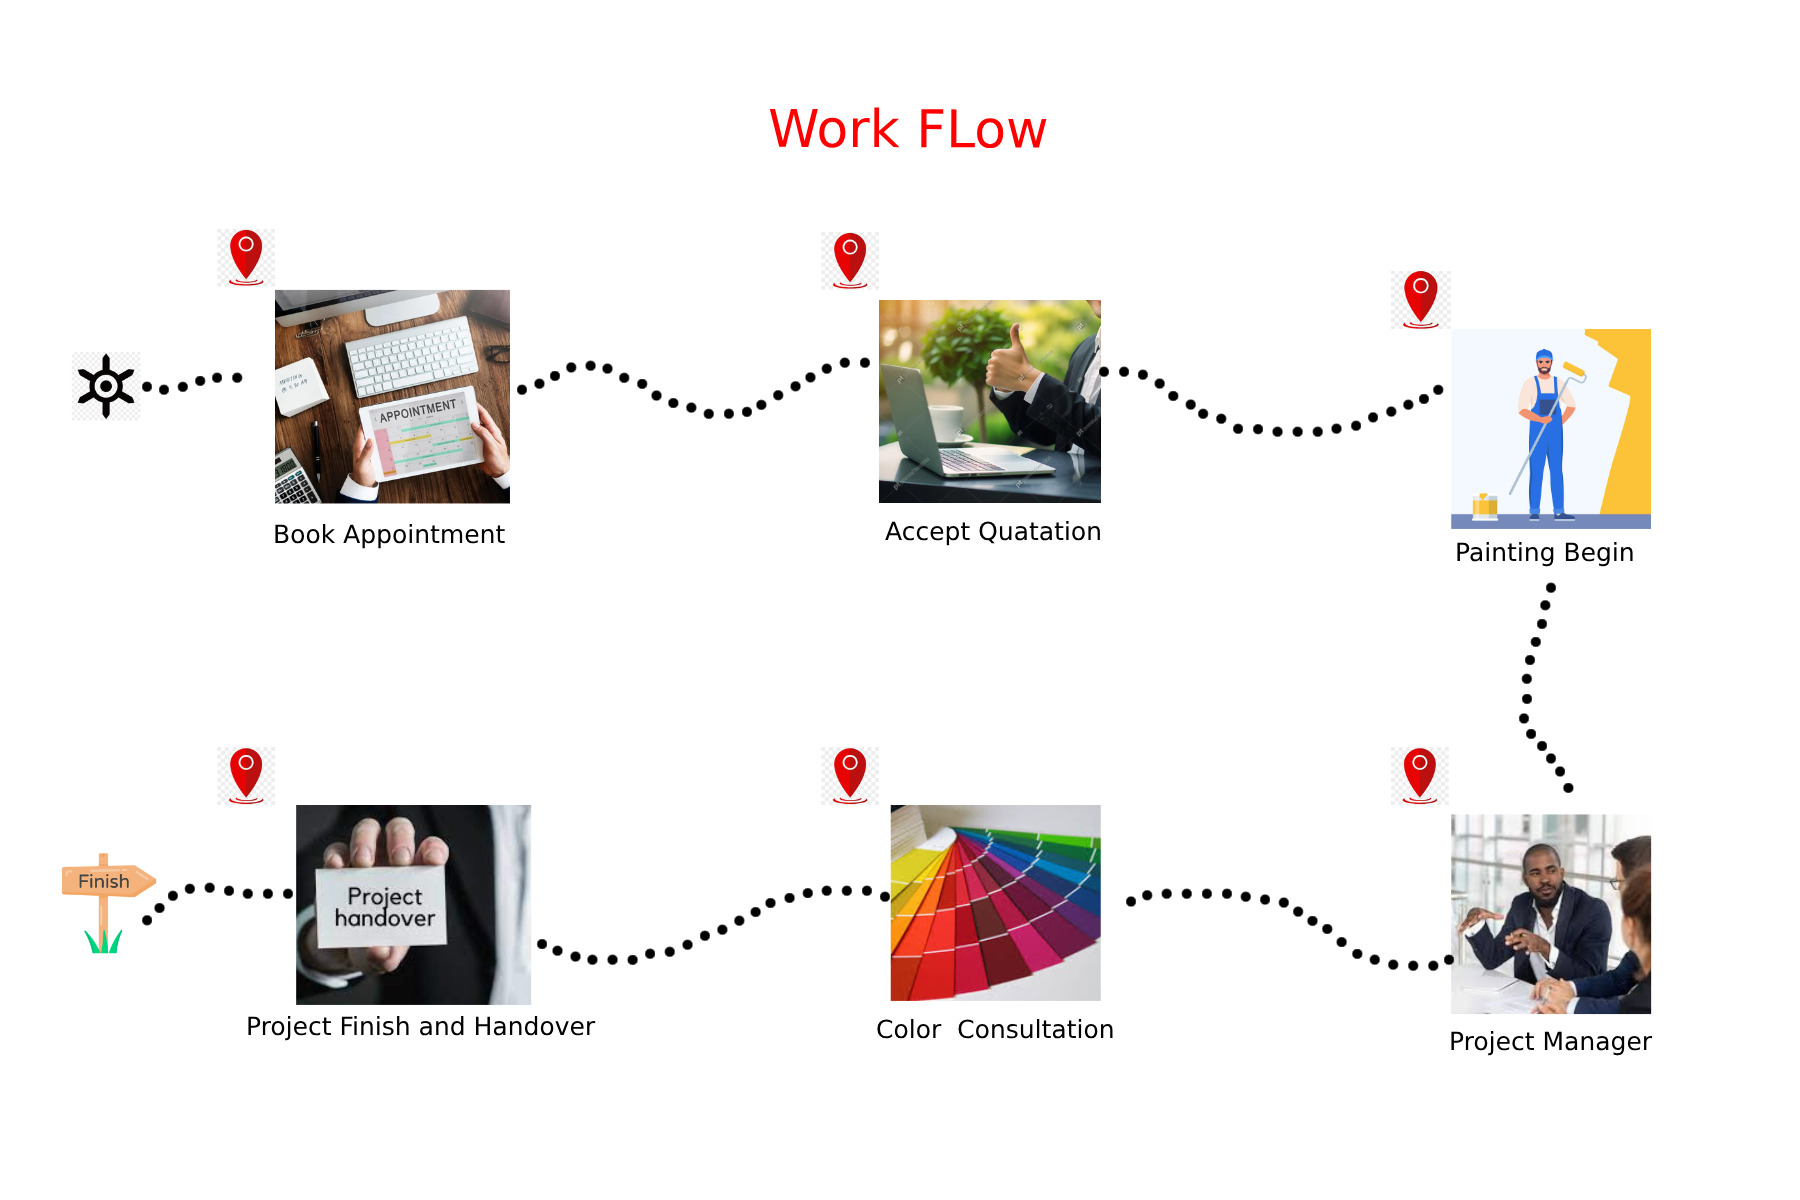 Work FLow
APPOINTMENT
Book Appointment
Accept Quatation
Painting Begin
Finish
Project
handover
Project Finish and Handover
Color  Consultation
Project Manager